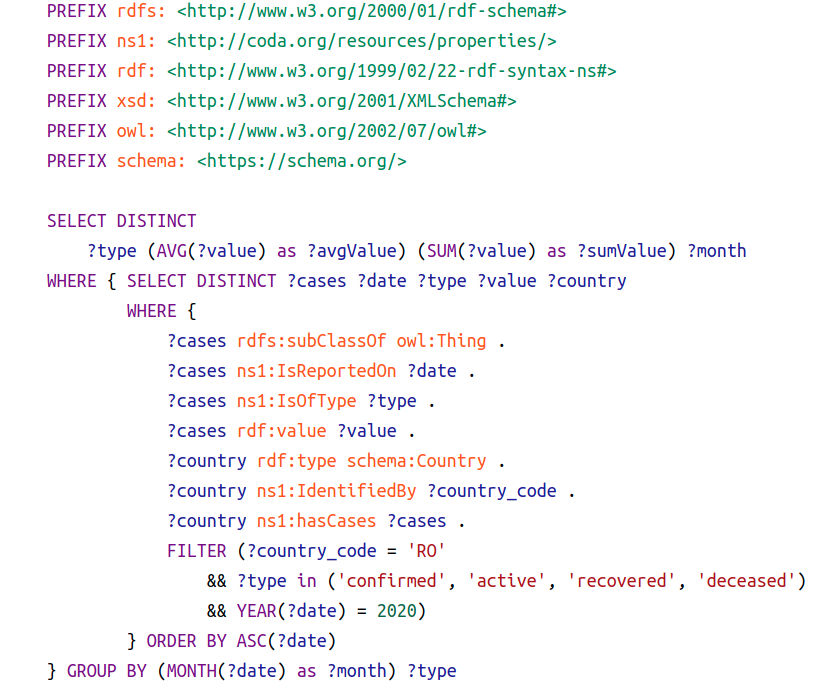 PREFIX rdfs: <http://www.w3.org/2000/01/rdf-schema#>
PREFIX ns1: <http://coda.org/resources/properties/>
PREFIX rdf: <http://www.w3.org/1999/02/22-rdf-syntax-ns#>
PREFIX xsd: <http://www.w3.org/2001/XMLSchema#>
PREFIX owl: <http://www.w3.org/2002/07/owl#>
PREFIX schema: <https://schema.org/>

SELECT DISTINCT
    ?type (AVG(?value) as ?avgValue) (SUM(?value) as ?sumValue) ?month
WHERE { SELECT DISTINCT ?cases ?date ?type ?value ?country
        WHERE {
            ?cases rdfs:subClassOf owl:Thing .
            ?cases ns1:IsReportedOn ?date .
            ?cases ns1:IsOfType ?type .
            ?cases rdf:value ?value .
            ?country rdf:type schema:Country .
            ?country ns1:IdentifiedBy ?country_code .
            ?country ns1:hasCases ?cases .
            FILTER (?country_code = 'RO'
                && ?type in ('confirmed', 'active', 'recovered', 'deceased')
                && YEAR(?date) = 2020)
        } ORDER BY ASC(?date)
} GROUP BY (MONTH(?date) as ?month) ?type